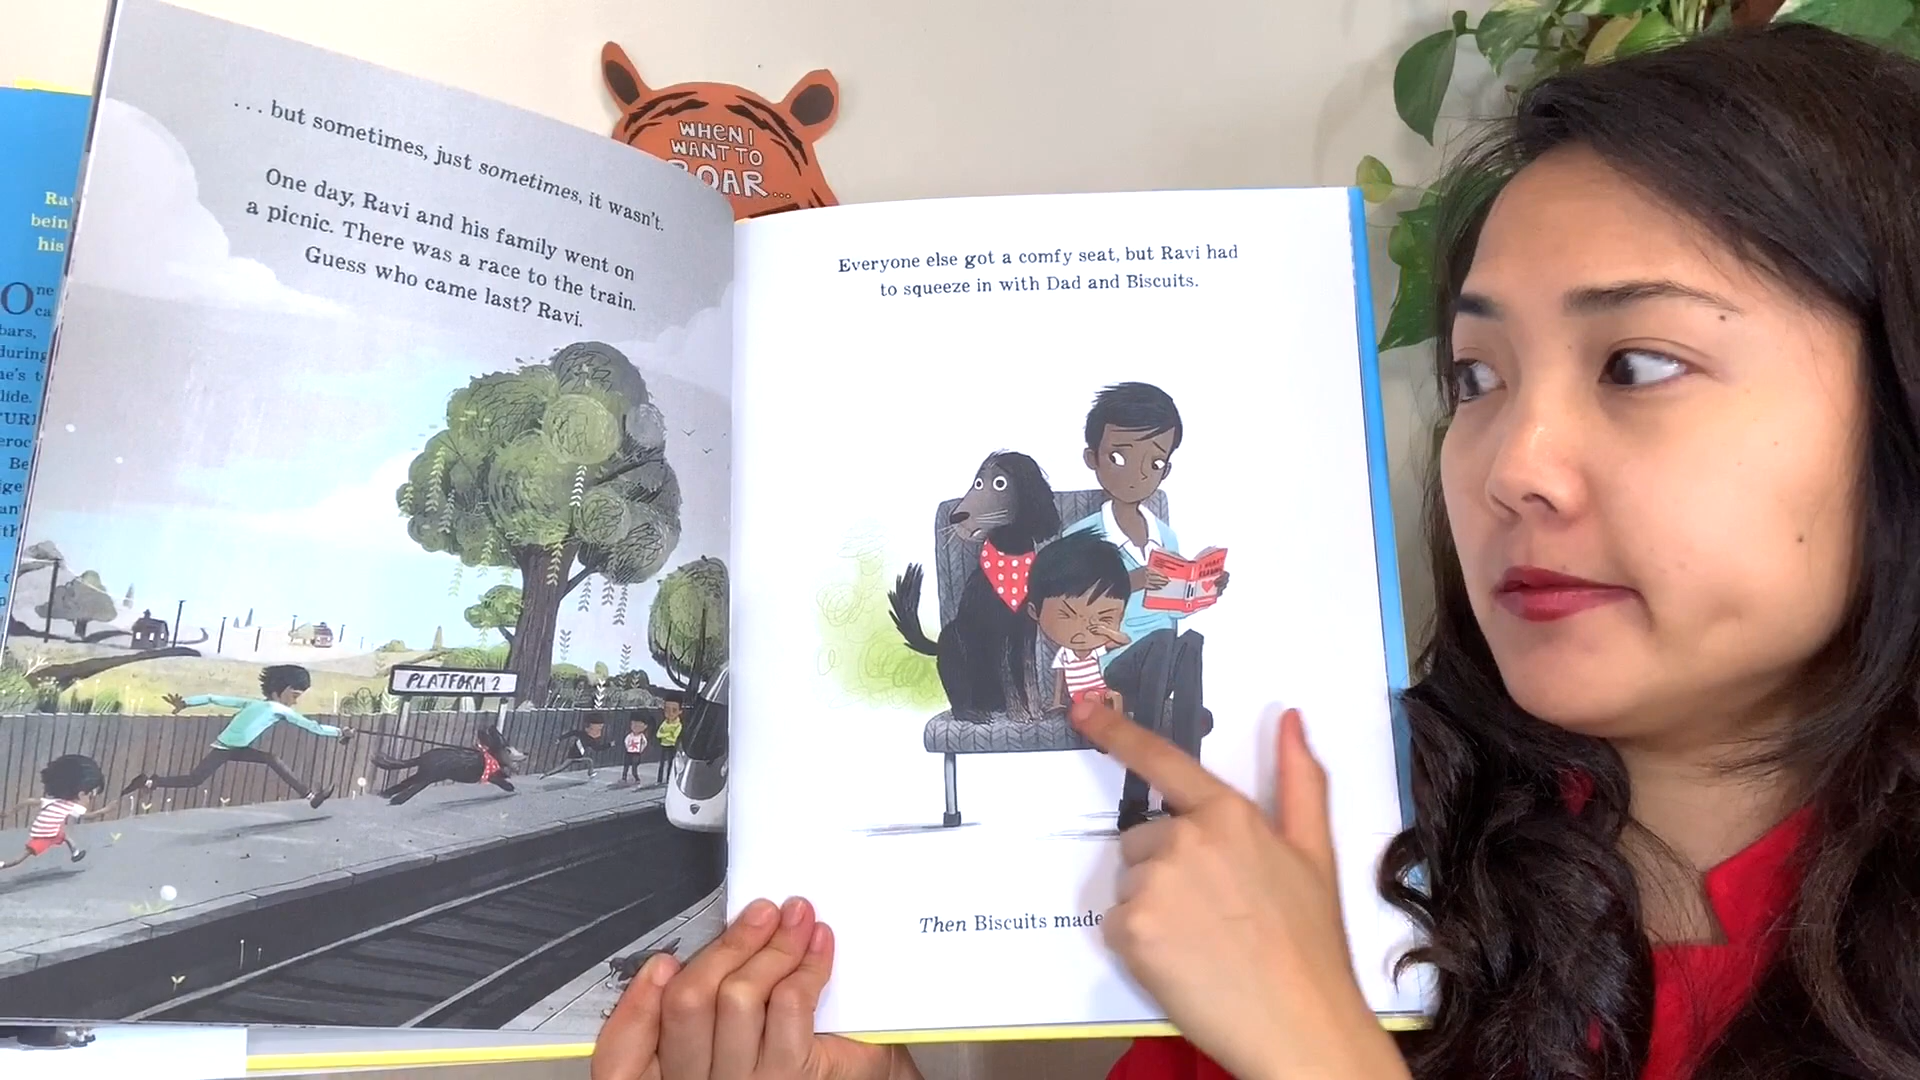 . . . but sometimes, just sometimes, it wasn't.
One day, Ravi and his family went on
a picnic. There was a race to the train.
Guess who came last? Ravi.
PLATFORM 2
Everyone else got a comfy seat, but Ravi had
to squeeze in with Dad and Biscuits.
Then Biscuits made
WHEN I
WANT TO
ROAR...
his
One